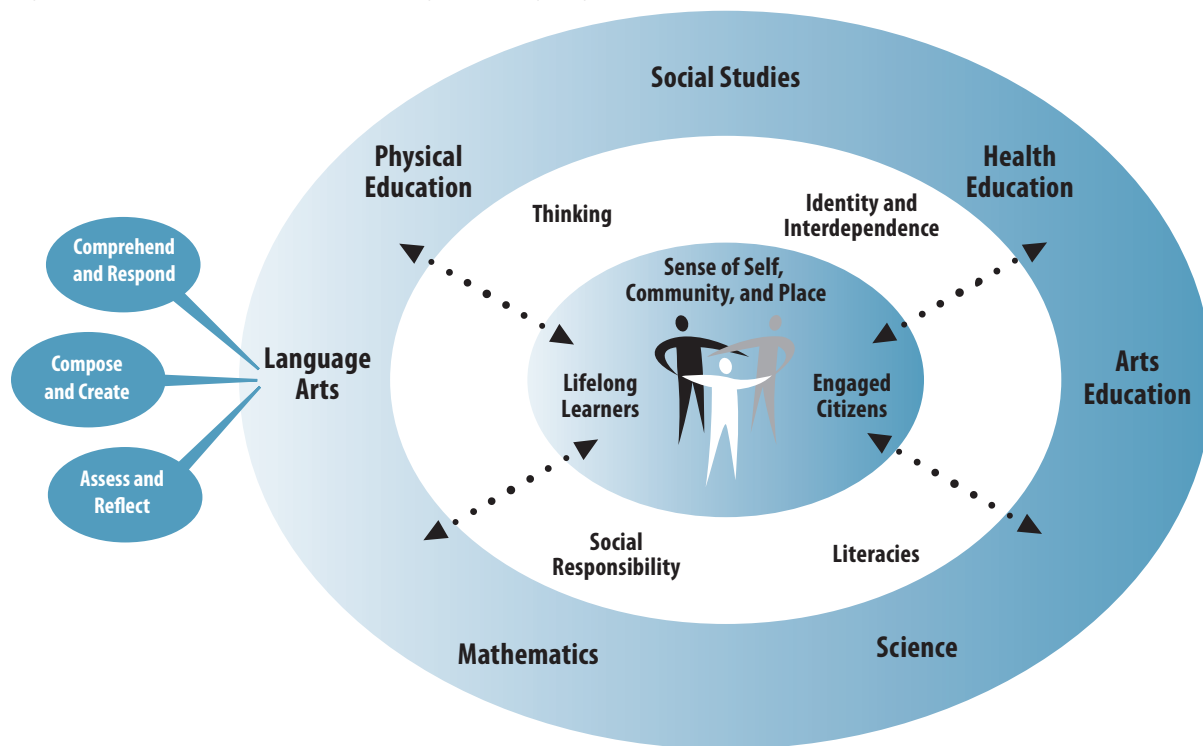 Social Studies
Physical
Education
Health
Education
Thinking
Identity and
Interdependence
Comprehend
and Respond
Sense of Self,
Community, and Place
Compose
and Create
Language
Arts
Lifelong
Learners
Engaged
Citizens
Arts
Education
Assess and
Reflect
Social
Responsibility
Literacies
Mathematics
Science